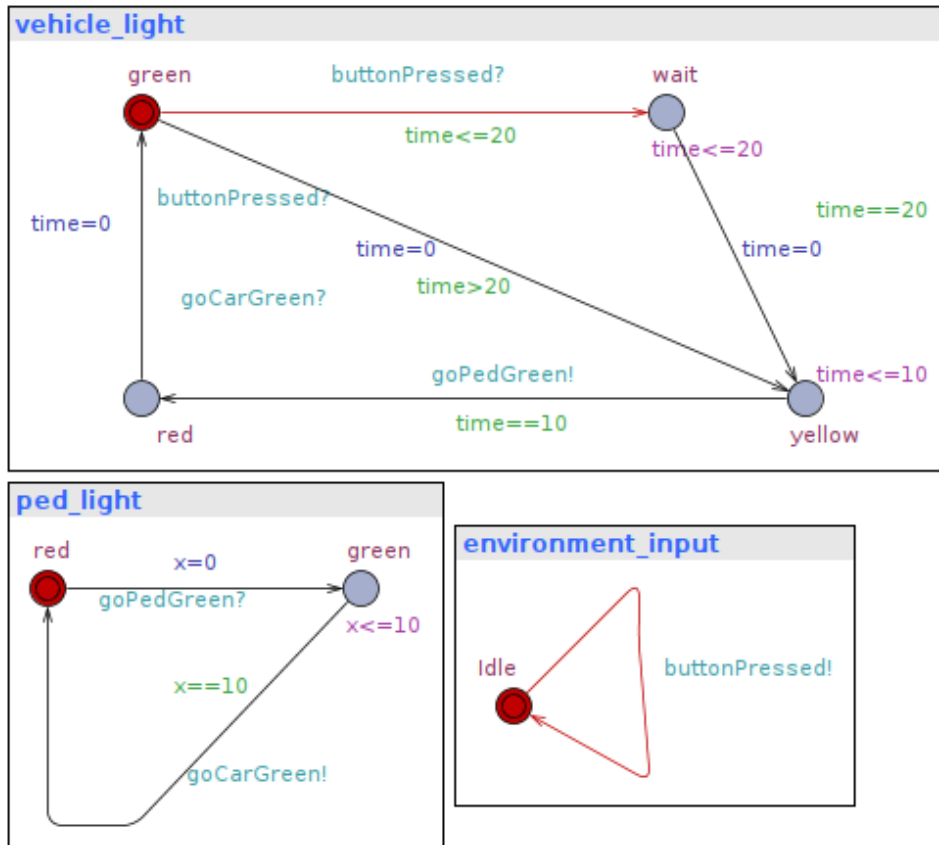 vehicle_light
green
buttonPressed?
wait
time<=20
time<=20
buttonPressed?
time=0
time==20
time=0
time=0
time>20
goCarGreen?
goPedGreen!
time<=10
time==10
red
yellow
ped_light
red
green
x=0
goPedGreen?
x<=10
x==10
goCarGreen!
environment_input
Idle
buttonPressed!